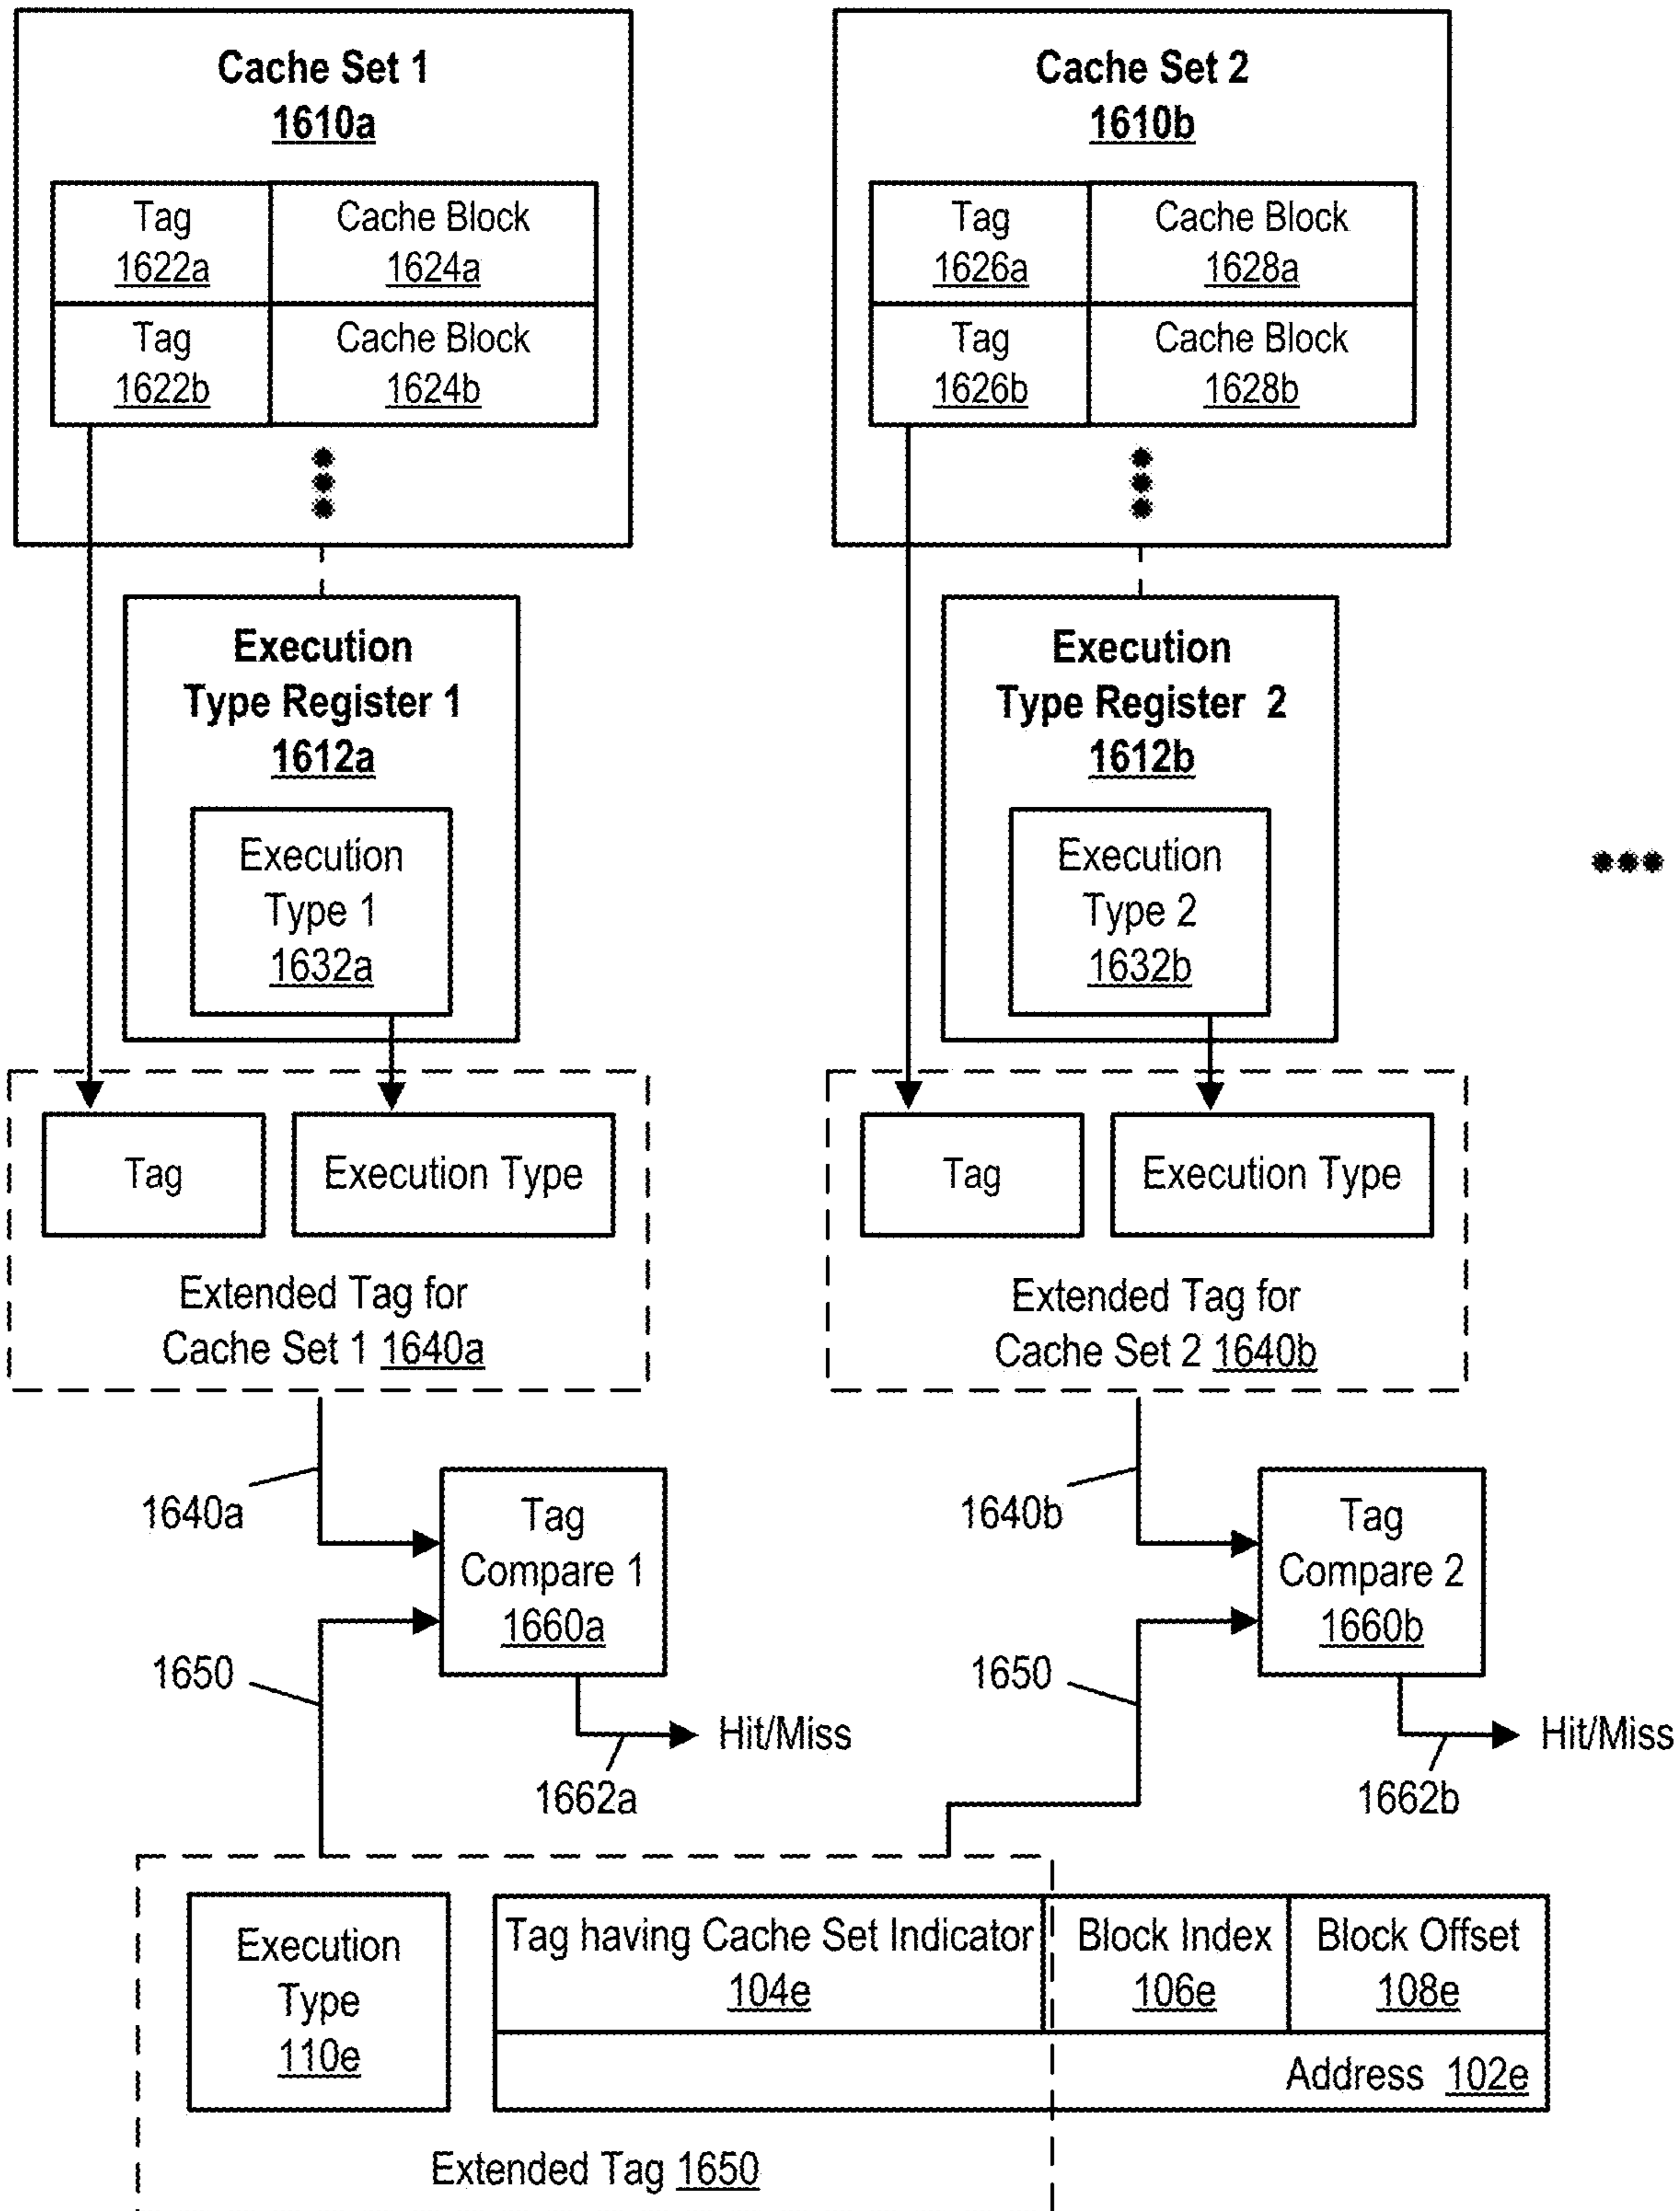 Cache Set 1
1610a
Tag
1622a
Cache Block
1624a
Tag
1622b
Cache Block
1624b
Cache Set 2
1610b
Tag
1626a
Cache Block
1628a
Tag
1626b
Cache Block
1628b
Execution
Type Register 1
1612a
Execution
Type 1
1632a
Execution
Type Register 2
1612b
Execution
Type 2
1632b
Tag
Execution Type
Extended Tag for
Cache Set 1 1640a
Tag
Execution Type
Extended Tag for
Cache Set 2 1640b
1640a
Tag
Compare 1
1660a
1650
Hit/Miss
1662a
1640b
Tag
Compare 2
1660b
1650
Hit/Miss
1662b
Execution
Type
110e
Tag having Cache Set Indicator
104e
Block Index
106e
Block Offset
108e
Address 102e
Extended Tag 1650